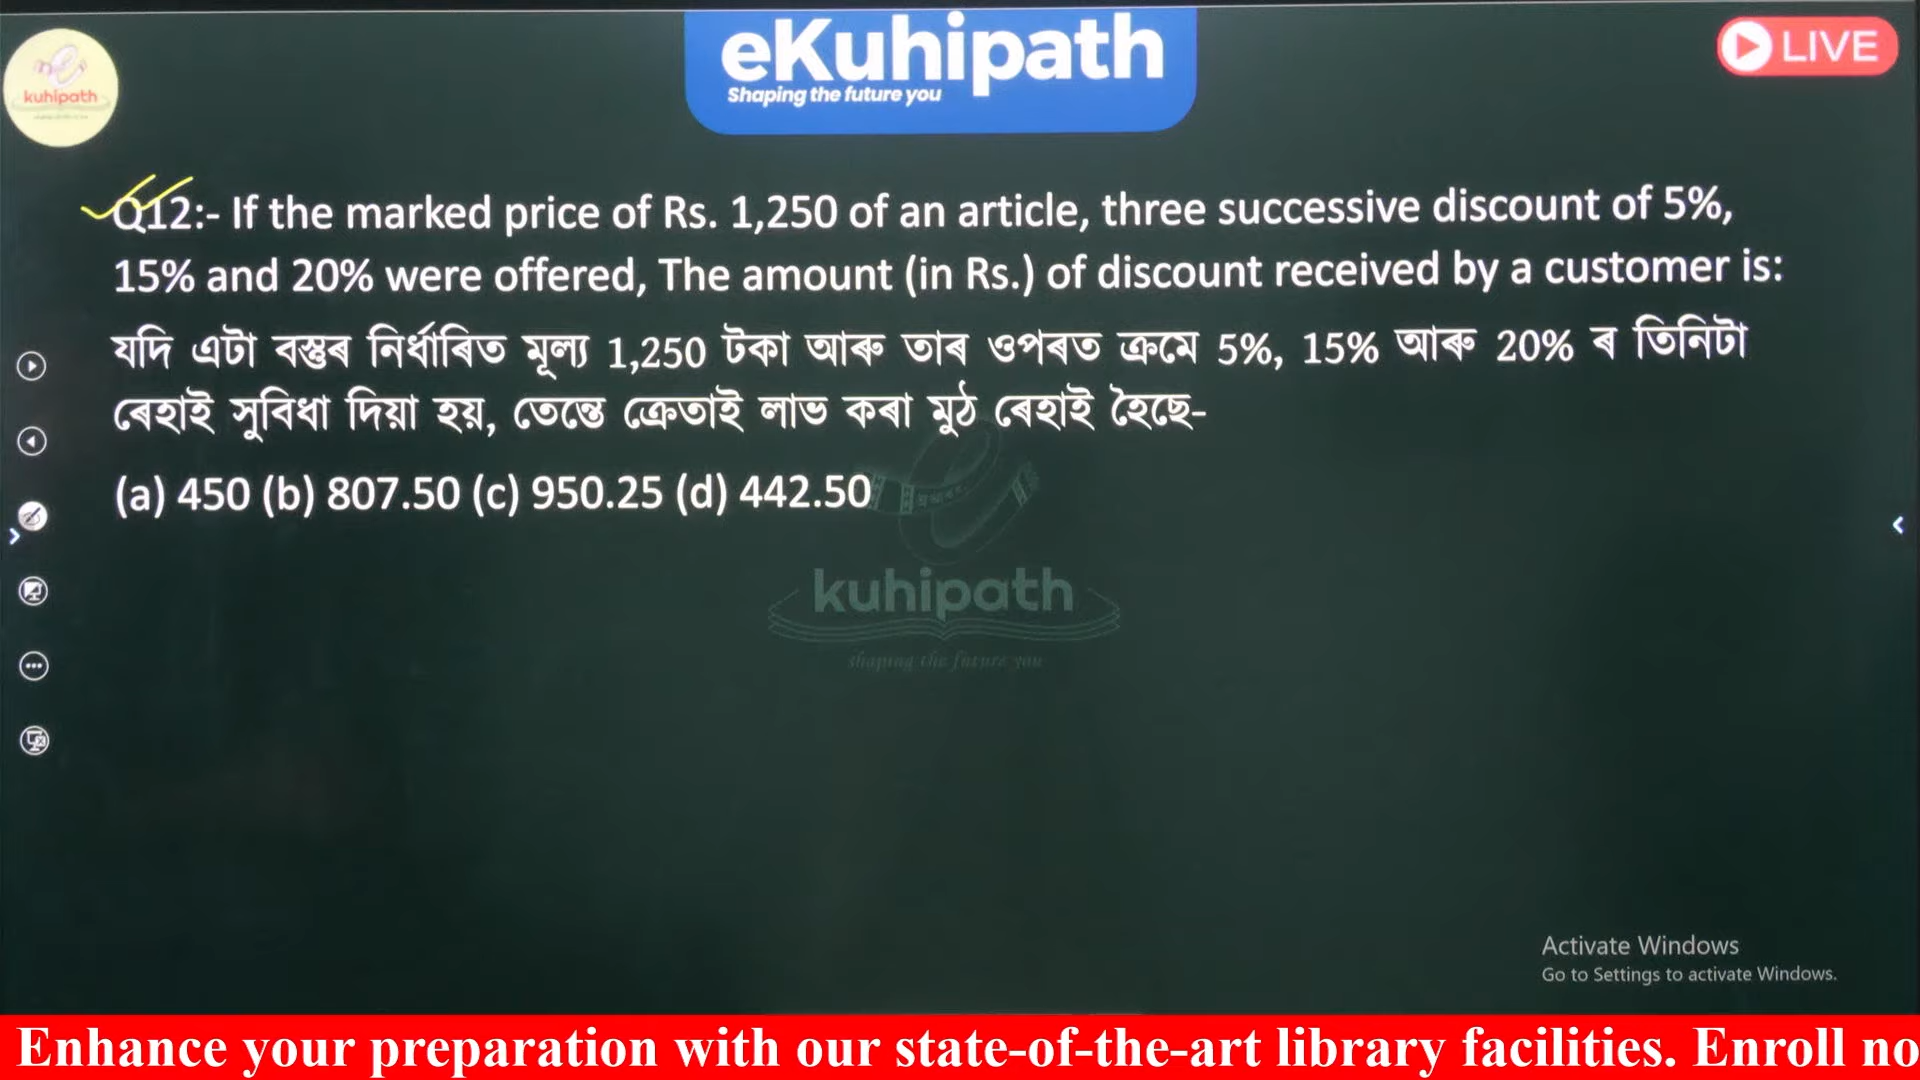 eKuhipath
Shaping the future you
LIVE
kuhipath
Q12:- If the marked price of Rs. 1,250 of an article, three successive discount of 5%,
15% and 20% were offered, The amount (in Rs.) of discount received by a customer is:
যদি এটা বস্তুৰ নিৰ্ধাৰিত মূল্য 1,250 টকা আৰু তাৰ ওপৰত ক্ৰমে 5%, 15% আৰু 20% ৰ তিনিটা
ৰেহাই সুবিধা দিয়া হয়, তেন্তে ক্ৰেতাই লাভ কৰা মুঠ ৰেহাই হৈছে-
(a) 450 (b) 807.50 (c) 950.25 (d) 442.50
kuhipath
shaping the future you
Activate Windows
Go to Settings to activate Windows.
Enhance your preparation with our state-of-the-art library facilities. Enroll no